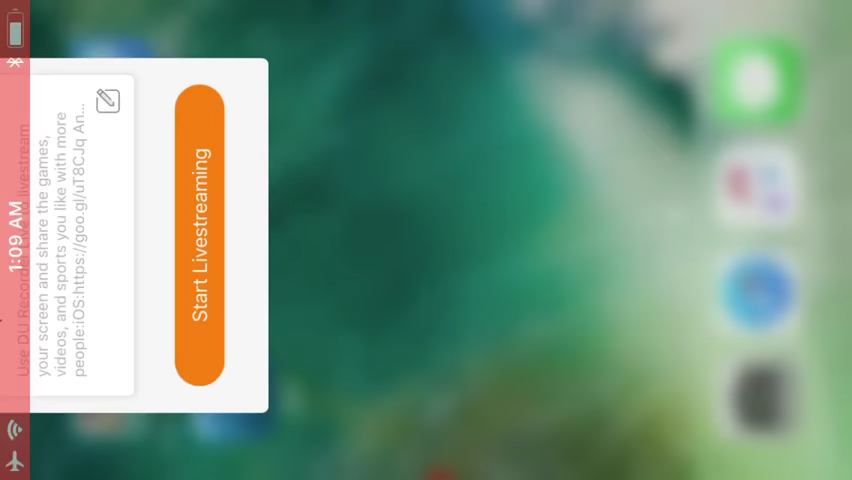 1:09 AM
Use DU Recorder Live to livestream
your screen and share the games,
videos, and sports you like with more
people:iOS:https://goo.gl/uT8CJq An...
Start Livestreaming